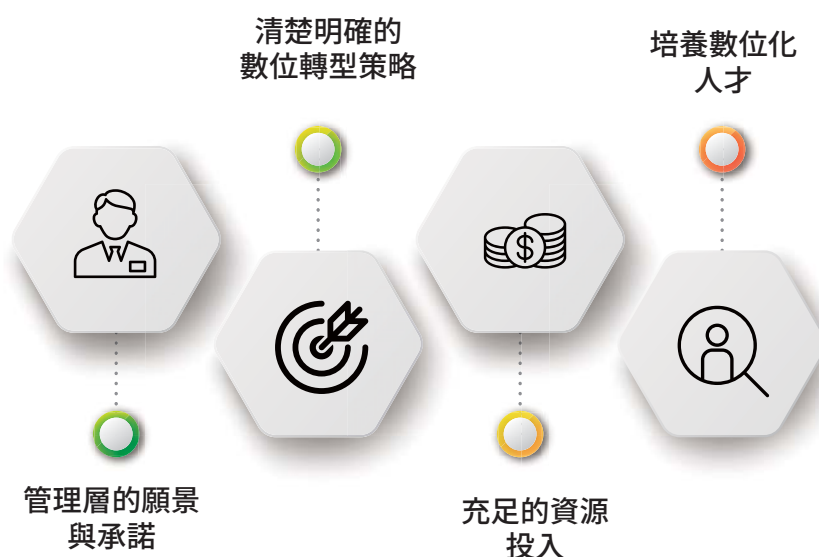 清楚明確的
數位轉型策略
培養數位化
人才
$
管理層的願景
與承諾
充足的資源
投入